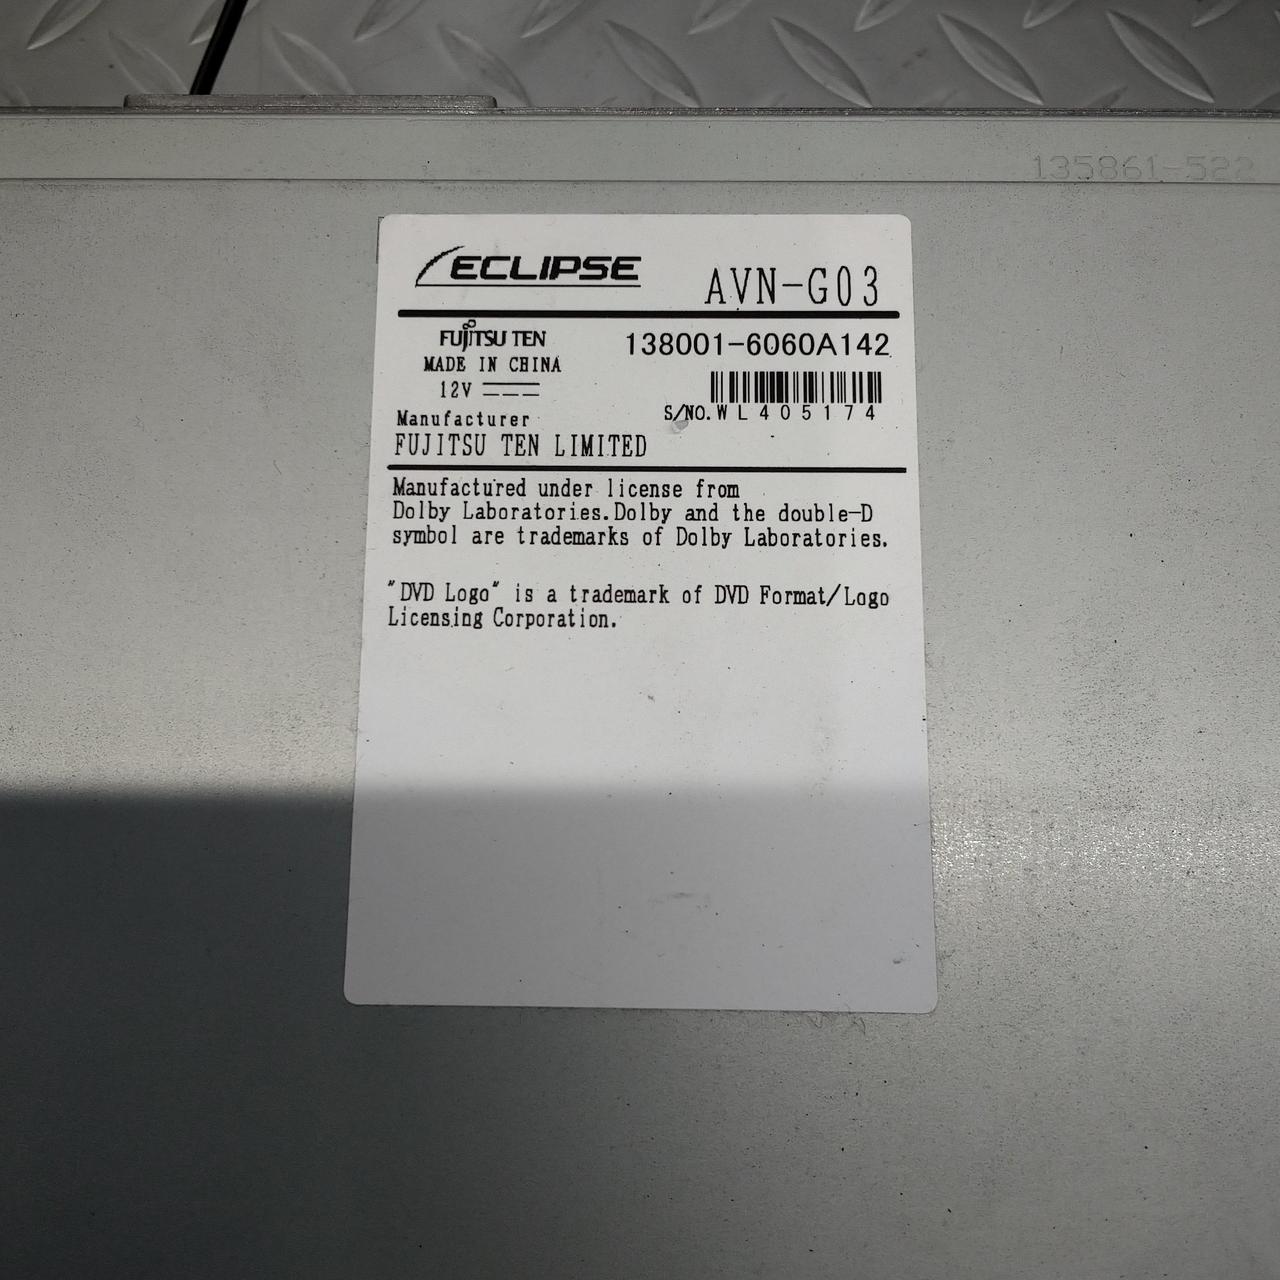 135861-522
ECLIPSE AVN-G03
FUJITSU TEN 138001-6060A142
MADE IN CHINA
12V
S/NO.WL405174
Manufacturer
FUJITSU TEN LIMITED
Manufactured under license from
Dolby Laboratories.Dolby and the double-D
symbol are trademarks of Dolby Laboratories.
"DVD Logo" is a trademark of DVD Format/Logo
Licensing Corporation.